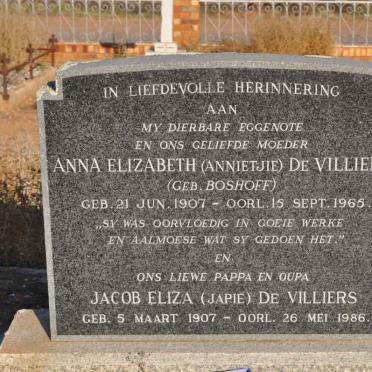 IN LIEFDEVOLLE HERINNERING
AAN
MY DIERBARE EGGENOTE
EN ONS GELIEFDE MOEDER
ANNA ELIZABETH (ANNIETJIE) DE VILLIE
(GEB. BOSHOFF)
GEB. 21 JUN. 1907 - OORL. 15 SEPT. 1965.
„SY WAS OORVLOEDIG IN GOEIE WERKE
EN AALMOESE WAT SY GEDOEN HET."
EN
ONS LIEWE PAPPA EN OUPA
JACOB ELIZA (JAPIE) DE VILLIERS
GEB. 5 MAART 1907 - OORL. 26 MEI 1986.